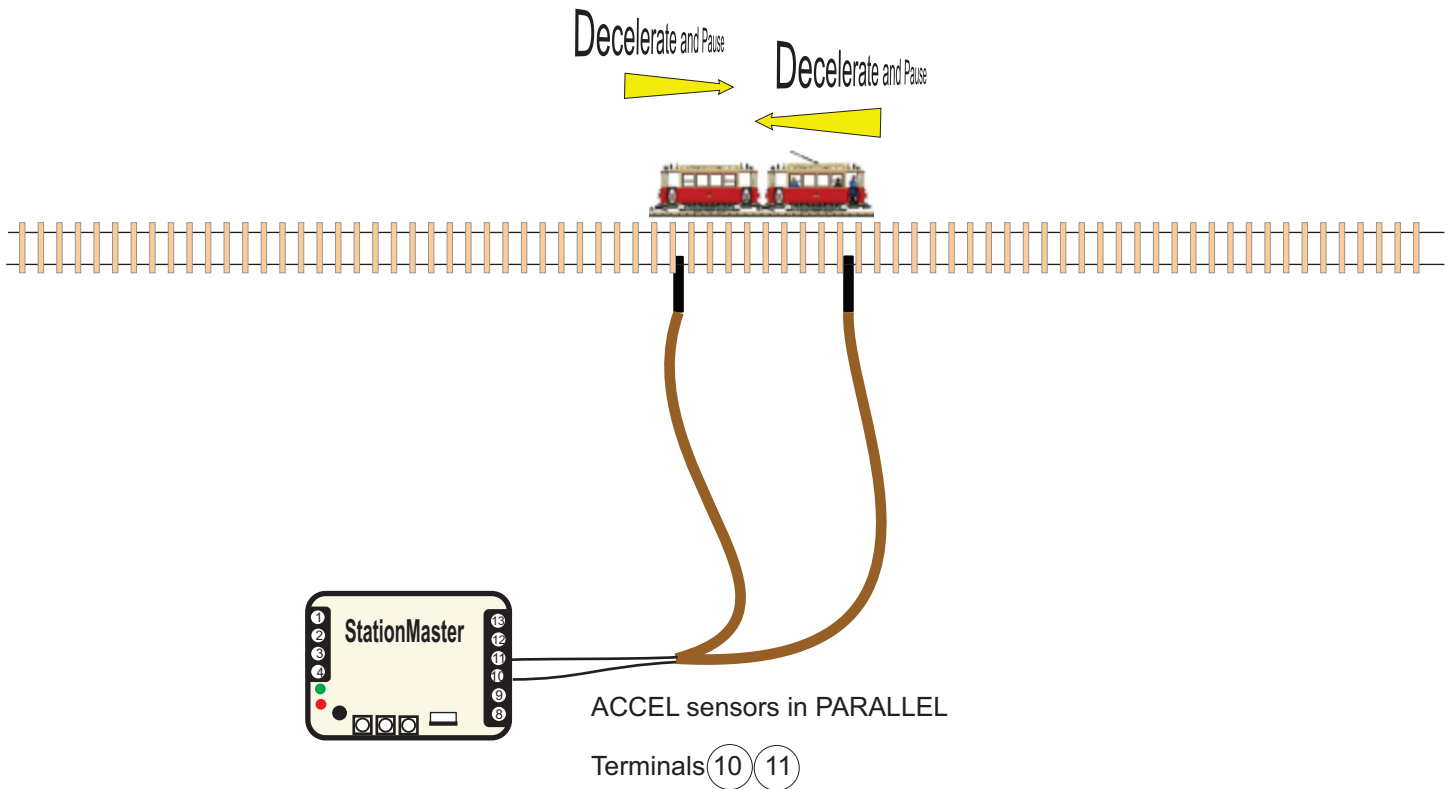 Decelerate and Pause
Decelerate and Pause
StationMaster
1
2
3
4
13
12
11
10
9
8
ACCEL sensors in PARALLEL
Terminals 10 11